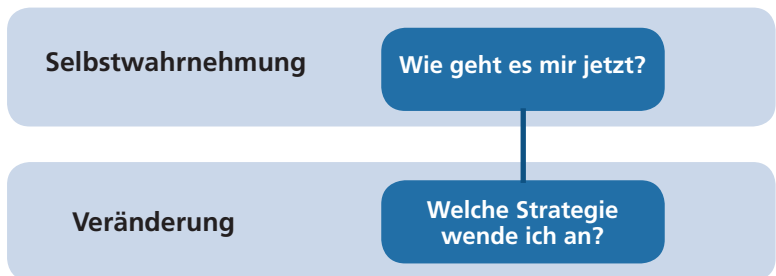 Selbstwahrnehmung
Wie geht es mir jetzt?
Veränderung
Welche Strategie
wende ich an?